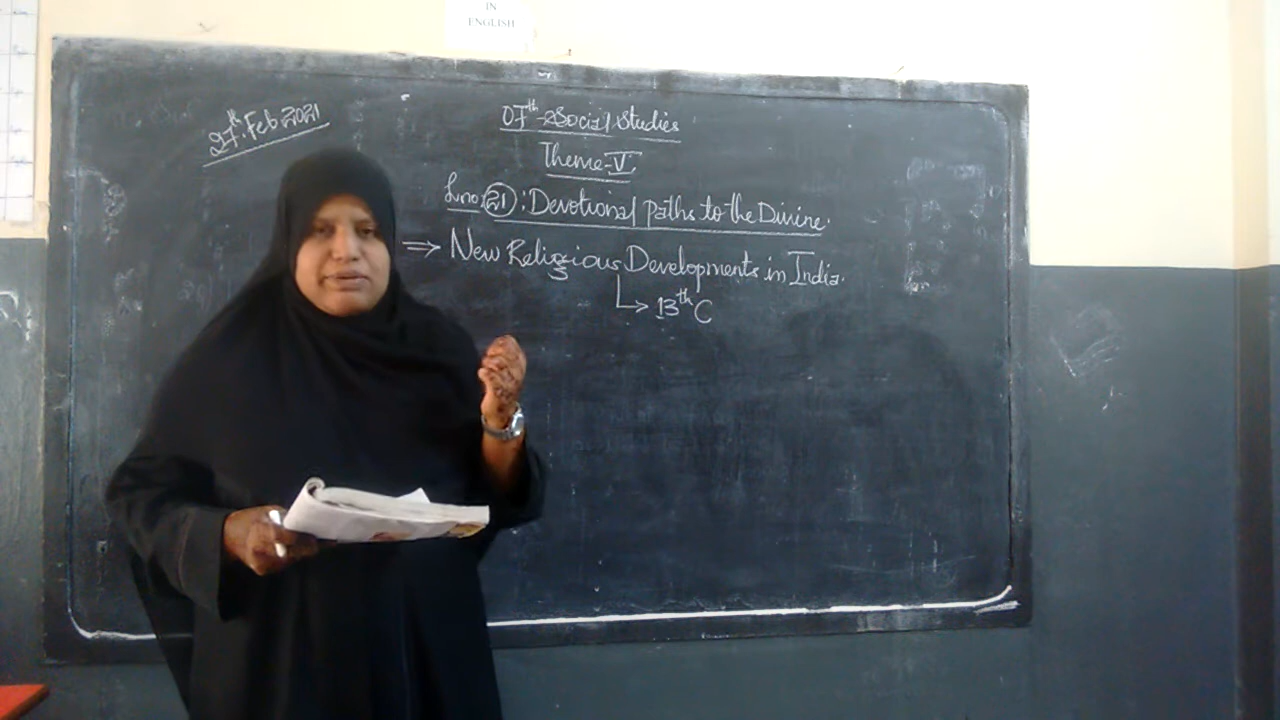 IN
ENGLISH
27th Feb 2021
07th Social Studies
Theme-V
L.no: 21 : Devotional paths to the Divine.
⇒ New Religious Developments in India.
↳ 13th C